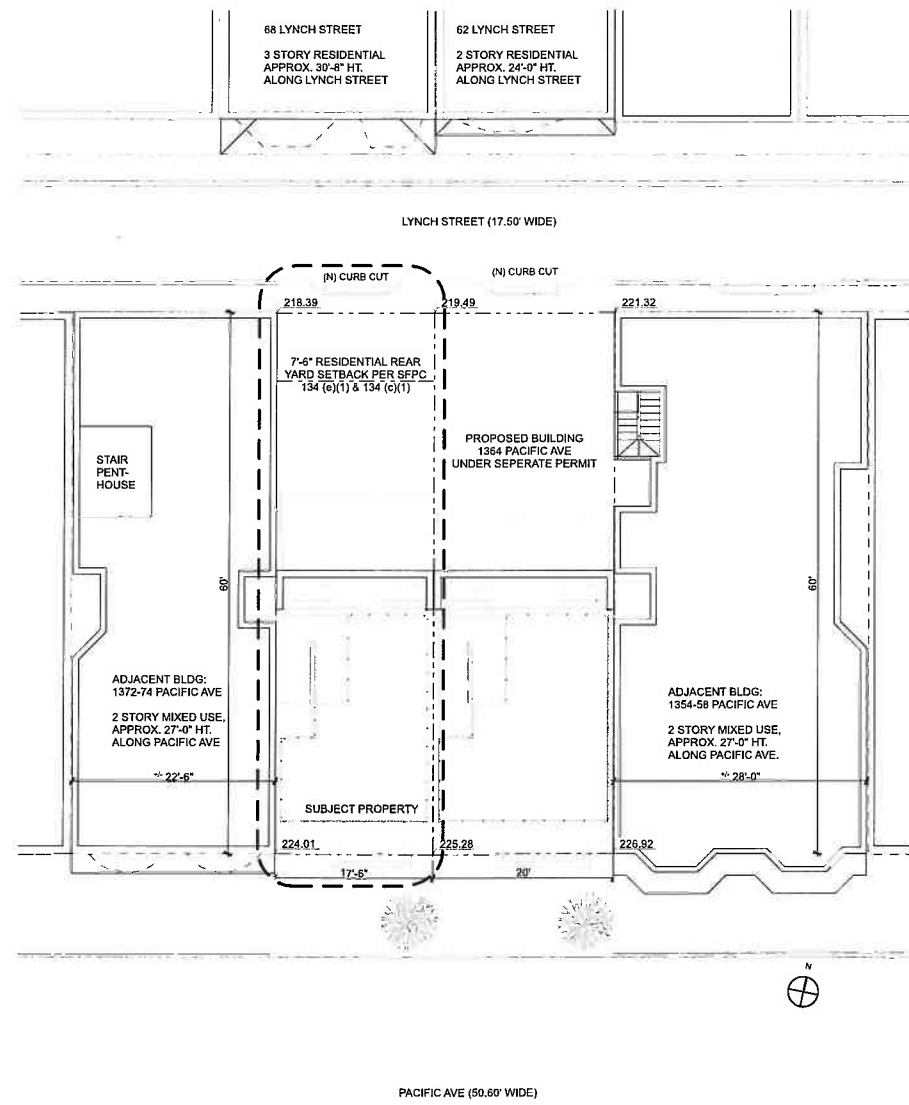 68 LYNCH STREET
3 STORY RESIDENTIAL
APPROX. 30'-8" HT.
ALONG LYNCH STREET
62 LYNCH STREET
2 STORY RESIDENTIAL
APPROX. 24'-0" HT.
ALONG LYNCH STREET
LYNCH STREET (17.50' WIDE)
(N) CURB CUT
(N) CURB CUT
218.39
219.49
221.32
7'-6" RESIDENTIAL REAR
YARD SETBACK PER SFPC
134 (e)(1) & 134 (c)(1)
PROPOSED BUILDING
1364 PACIFIC AVE
UNDER SEPERATE PERMIT
STAIR
PENT-
HOUSE
60'
60'
ADJACENT BLDG:
1372-74 PACIFIC AVE
2 STORY MIXED USE,
APPROX. 27'-0" HT.
ALONG PACIFIC AVE
ADJACENT BLDG:
1354-58 PACIFIC AVE
2 STORY MIXED USE,
APPROX. 27'-0" HT.
ALONG PACIFIC AVE.
+/- 22'-6"
+/- 28'-0"
SUBJECT PROPERTY
224.01
225.28
226.92
17'-6"
20'
N
PACIFIC AVE (50.60' WIDE)